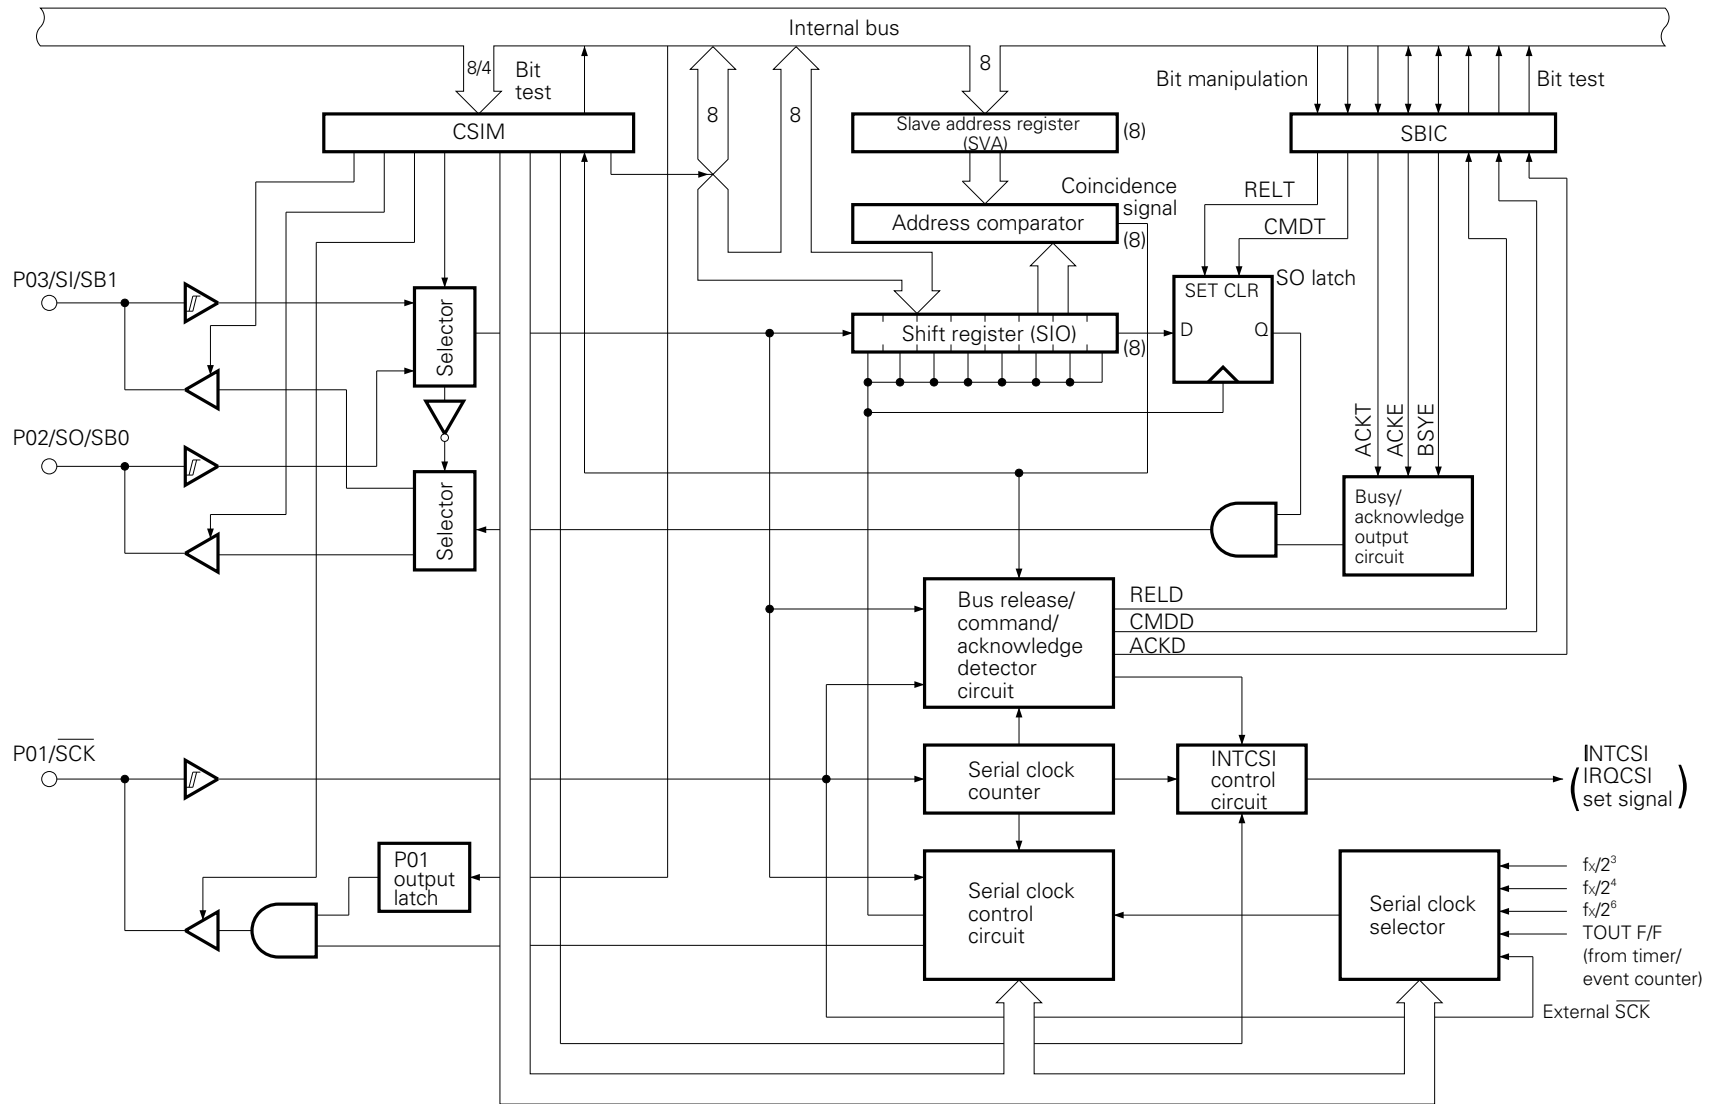 Internal bus
8/4
Bit
test
8
8
8
Bit manipulation
Bit test
CSIM
Slave address register
(SVA)
(8)
SBIC
Coincidence
signal
RELT
Address comparator
(8)
CMDT
P03/SI/SB1
SET CLR
SO latch
Selector
Shift register (SIO)
(8)
D
Q
ACKT
ACKE
BSYE
P02/SO/SB0
Selector
Busy/
acknowledge
output
circuit
Bus release/
command/
acknowledge
detector
circuit
RELD
CMDD
ACKD
P01/S̅C̅K̅
Serial clock
counter
INTCSI
control
circuit
INTCSI
(IRQCSI
set signal)
P01
output
latch
Serial clock
control
circuit
Serial clock
selector
fx/2³
fx/2⁴
fx/2⁶
TOUT F/F
(from timer/
event counter)
External S̅C̅K̅